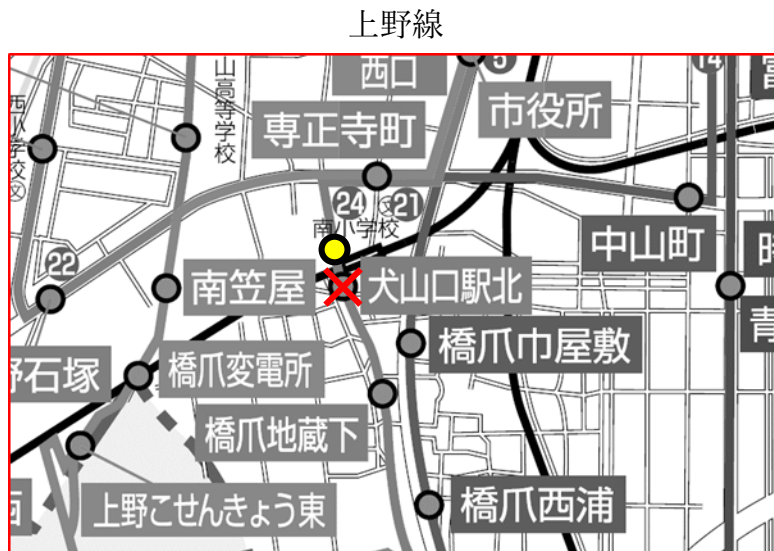 上野線
5
14
西口
市役所
山高等学校
専正寺町
24
21
南小学校
中山町
22
南笠屋
犬山口駅北
橋爪巾屋敷
橋爪変電所
橋爪地蔵下
上野こせんきょう東
橋爪西浦
野石塚